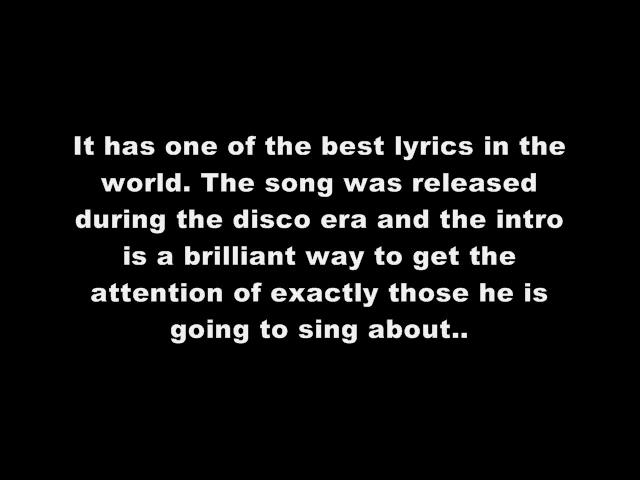 It has one of the best lyrics in the
world. The song was released
during the disco era and the intro
is a brilliant way to get the
attention of exactly those he is
going to sing about..